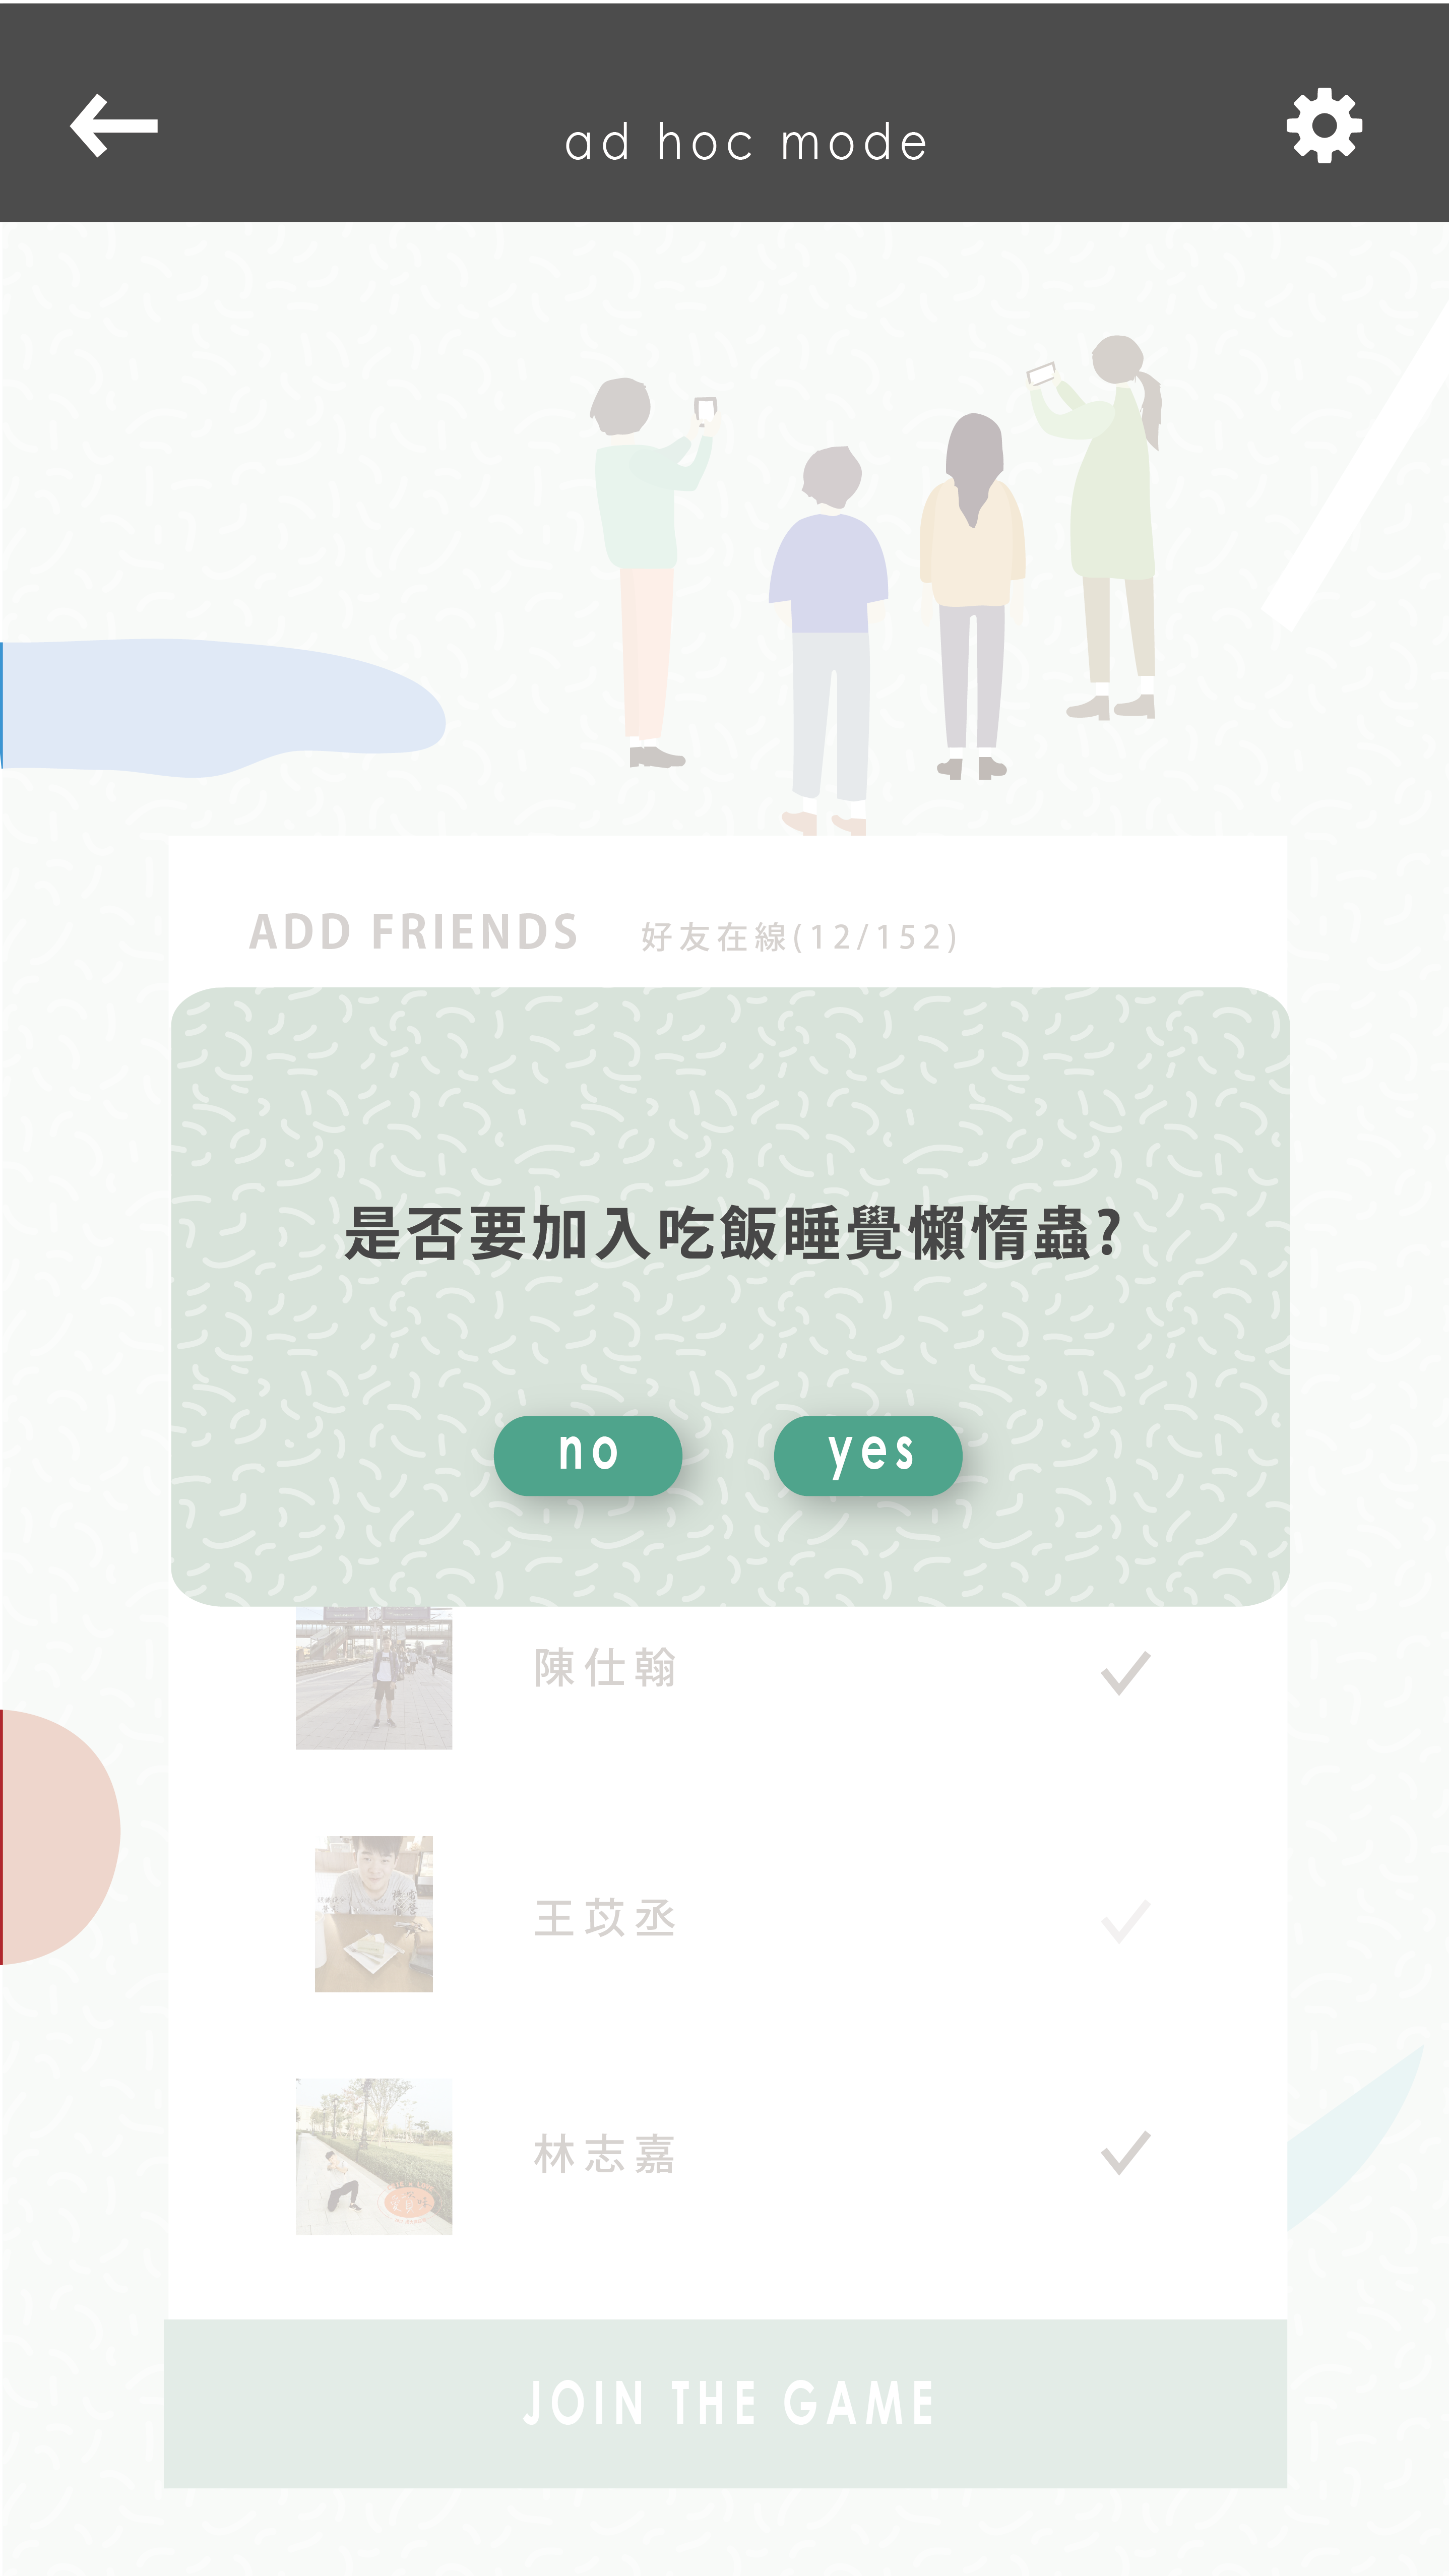 ad hoc mode
ADD FRIENDS 好友在線(12/152)
是否要加入吃飯睡覺懶惰蟲?
no yes
陳仕翰
王苡丞
林志嘉
JOIN THE GAME